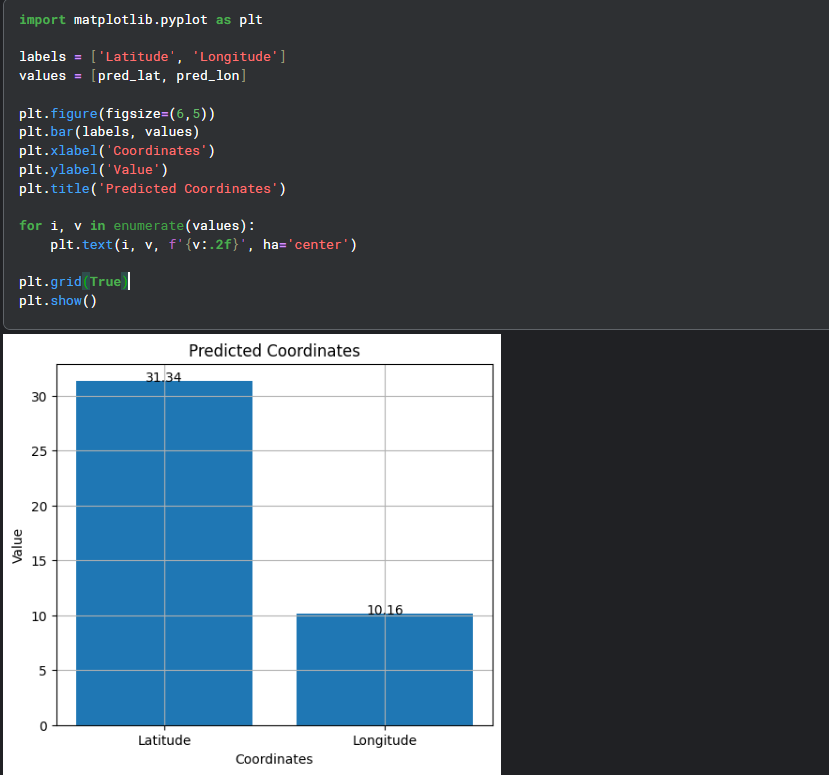 import matplotlib.pyplot as plt
labels = ['Latitude', 'Longitude']
values = [pred_lat, pred_lon]
plt.figure(figsize=(6,5))
plt.bar(labels, values)
plt.xlabel('Coordinates')
plt.ylabel('Value')
plt.title('Predicted Coordinates')
for i, v in enumerate(values):
    plt.text(i, v, f'{v:.2f}', ha='center')
plt.grid(True)
plt.show()
Predicted Coordinates
31.34
10.16
30
25
20
15
10
5
0
Value
Latitude
Longitude
Coordinates